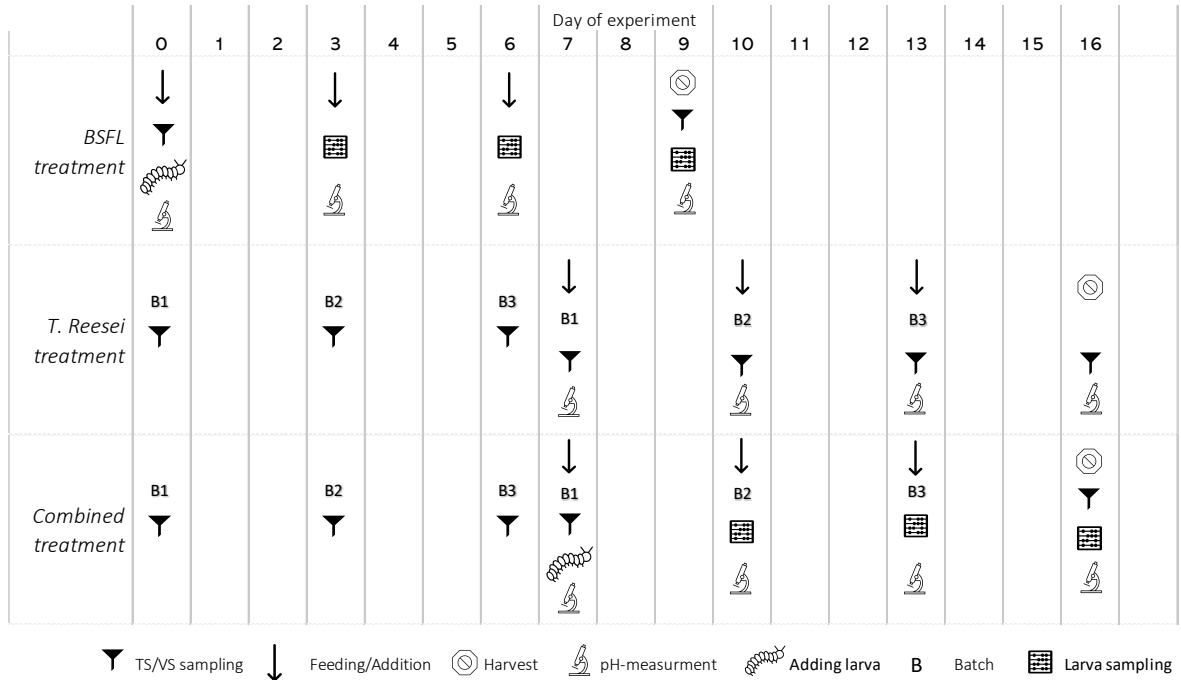 Day of experiment
0 1 2 3 4 5 6 7 8 9 10 11 12 13 14 15 16
BSFL
treatment
B1 B2 B3
B1 B2 B3
T. Reesei
treatment
B1 B2 B3 B1 B2 B3
Combined
treatment
TS/VS sampling Feeding/Addition Harvest pH-measurment Adding larva B Batch Larva sampling